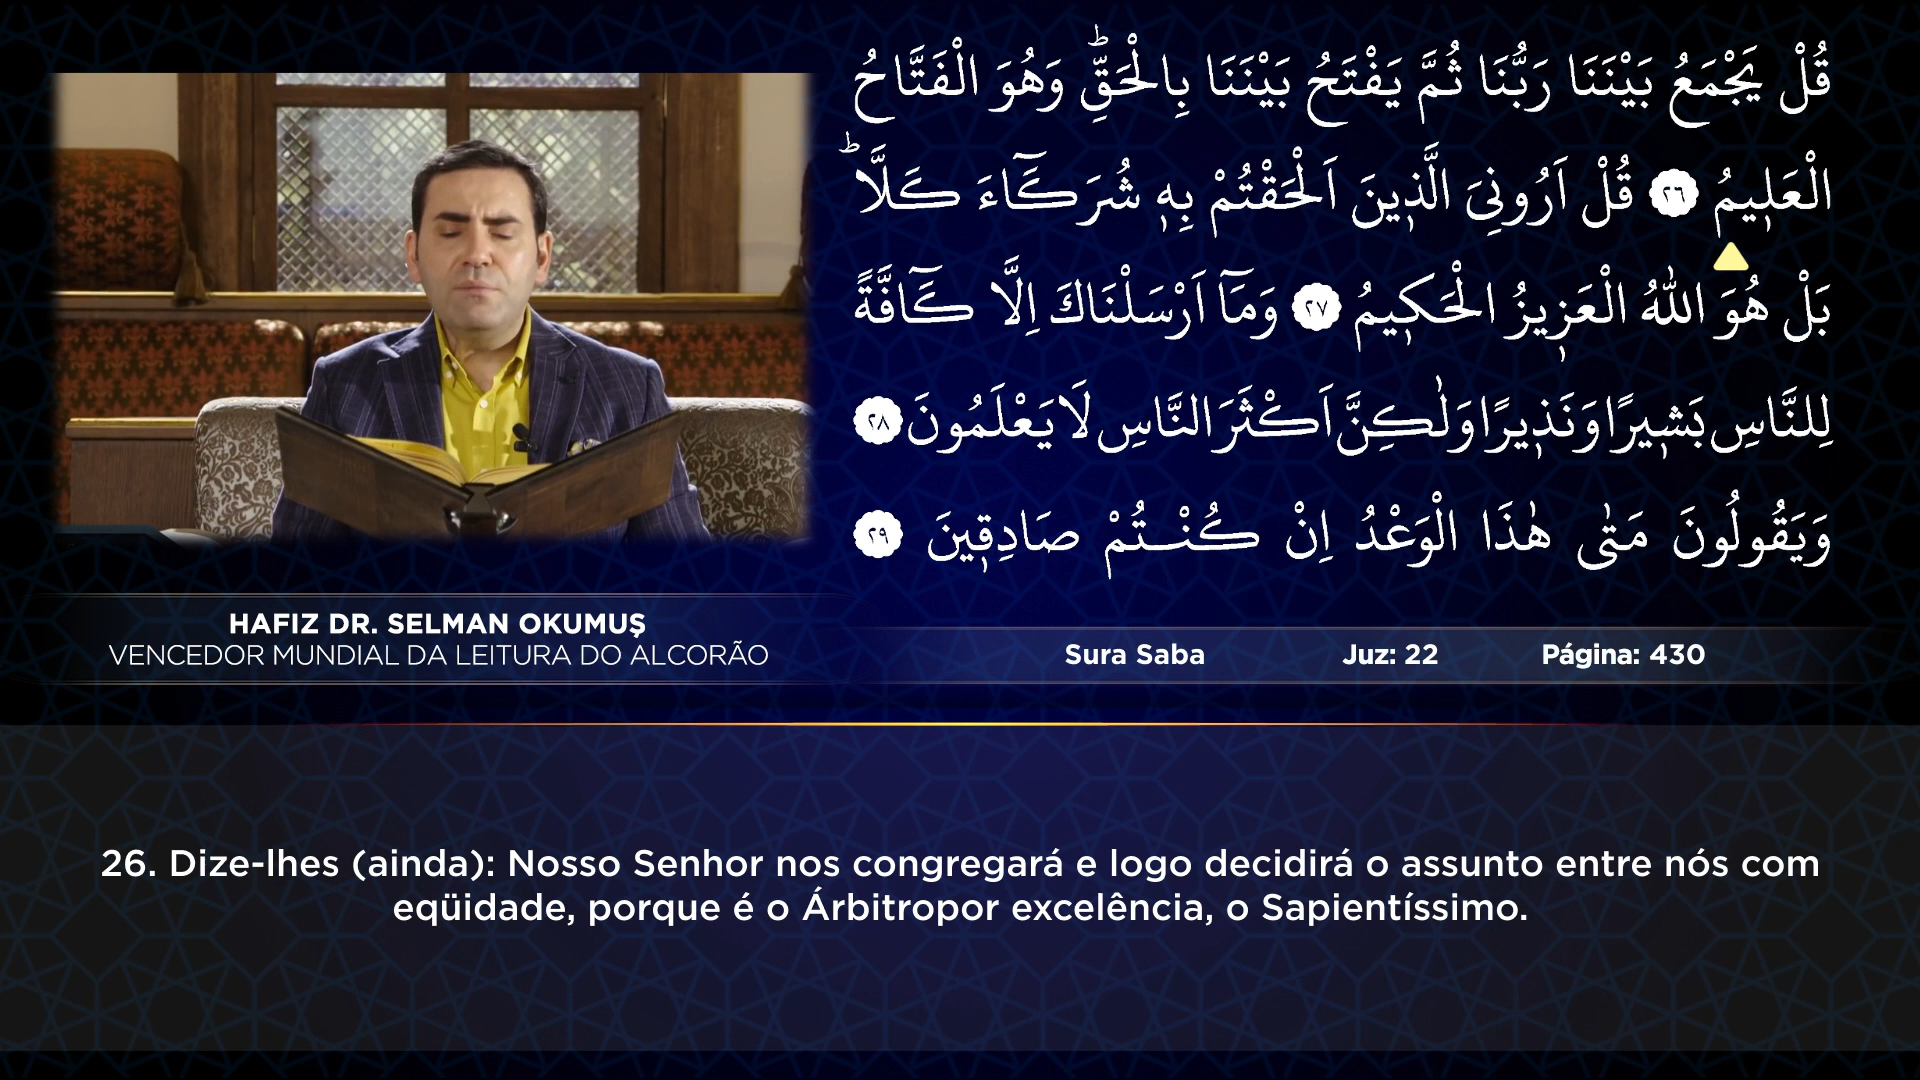 قُلْ يَجْمَعُ بَيْنَنَا رَبُّنَا ثُمَّ يَفْتَحُ بَيْنَنَا بِالْحَقِّۜ وَهُوَ الْفَتَّاحُ
الْعَل۪يمُ ﴿٢٦﴾ قُلْ اَرُونِىَ الَّذ۪ينَ اَلْحَقْتُمْ بِه۪ شُرَكَٓاءَ كَلَّاۜ
بَلْ هُوَ اللّٰهُ الْعَز۪يزُ الْحَك۪يمُ ﴿٢٧﴾ وَمَٓا اَرْسَلْنَاكَ اِلَّا كَٓافَّةً
لِلنَّاسِ بَش۪يرًا وَنَذ۪يرًا وَلٰكِنَّ اَكْثَرَ النَّاسِ لَا يَعْلَمُونَ ﴿٢٨﴾
وَيَقُولُونَ مَتٰى هٰذَا الْوَعْدُ اِنْ كُنْتُمْ صَادِق۪ينَ ﴿٢٩﴾
HAFIZ DR. SELMAN OKUMUŞ
VENCEDOR MUNDIAL DA LEITURA DO ALCORÃO
Sura Saba Juz: 22 Página: 430
26. Dize-lhes (ainda): Nosso Senhor nos congregará e logo decidirá o assunto entre nós com
eqüidade, porque é o Árbitropor excelência, o Sapientíssimo.